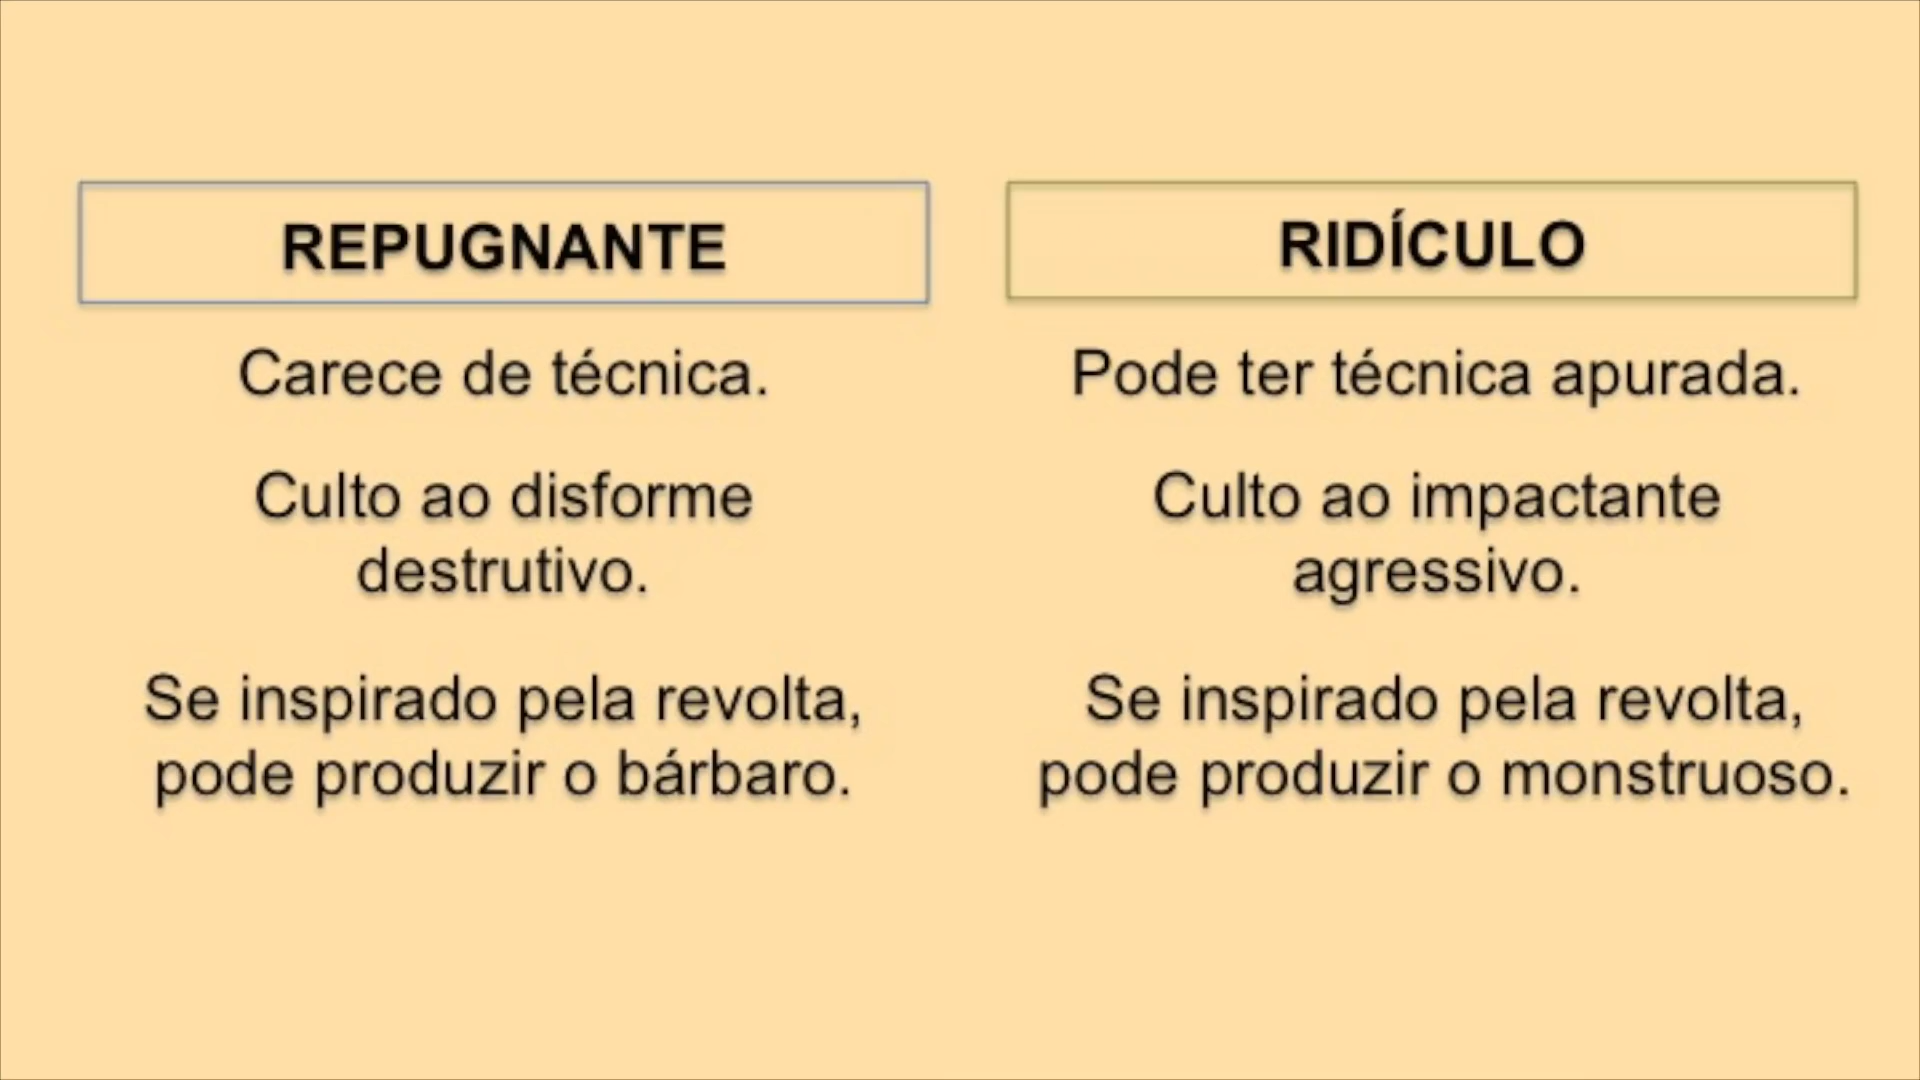 REPUGNANTE
Carece de técnica.
Culto ao disforme
destrutivo.
Se inspirado pela revolta,
pode produzir o bárbaro.
RIDÍCULO
Pode ter técnica apurada.
Culto ao impactante
agressivo.
Se inspirado pela revolta,
pode produzir o monstruoso.